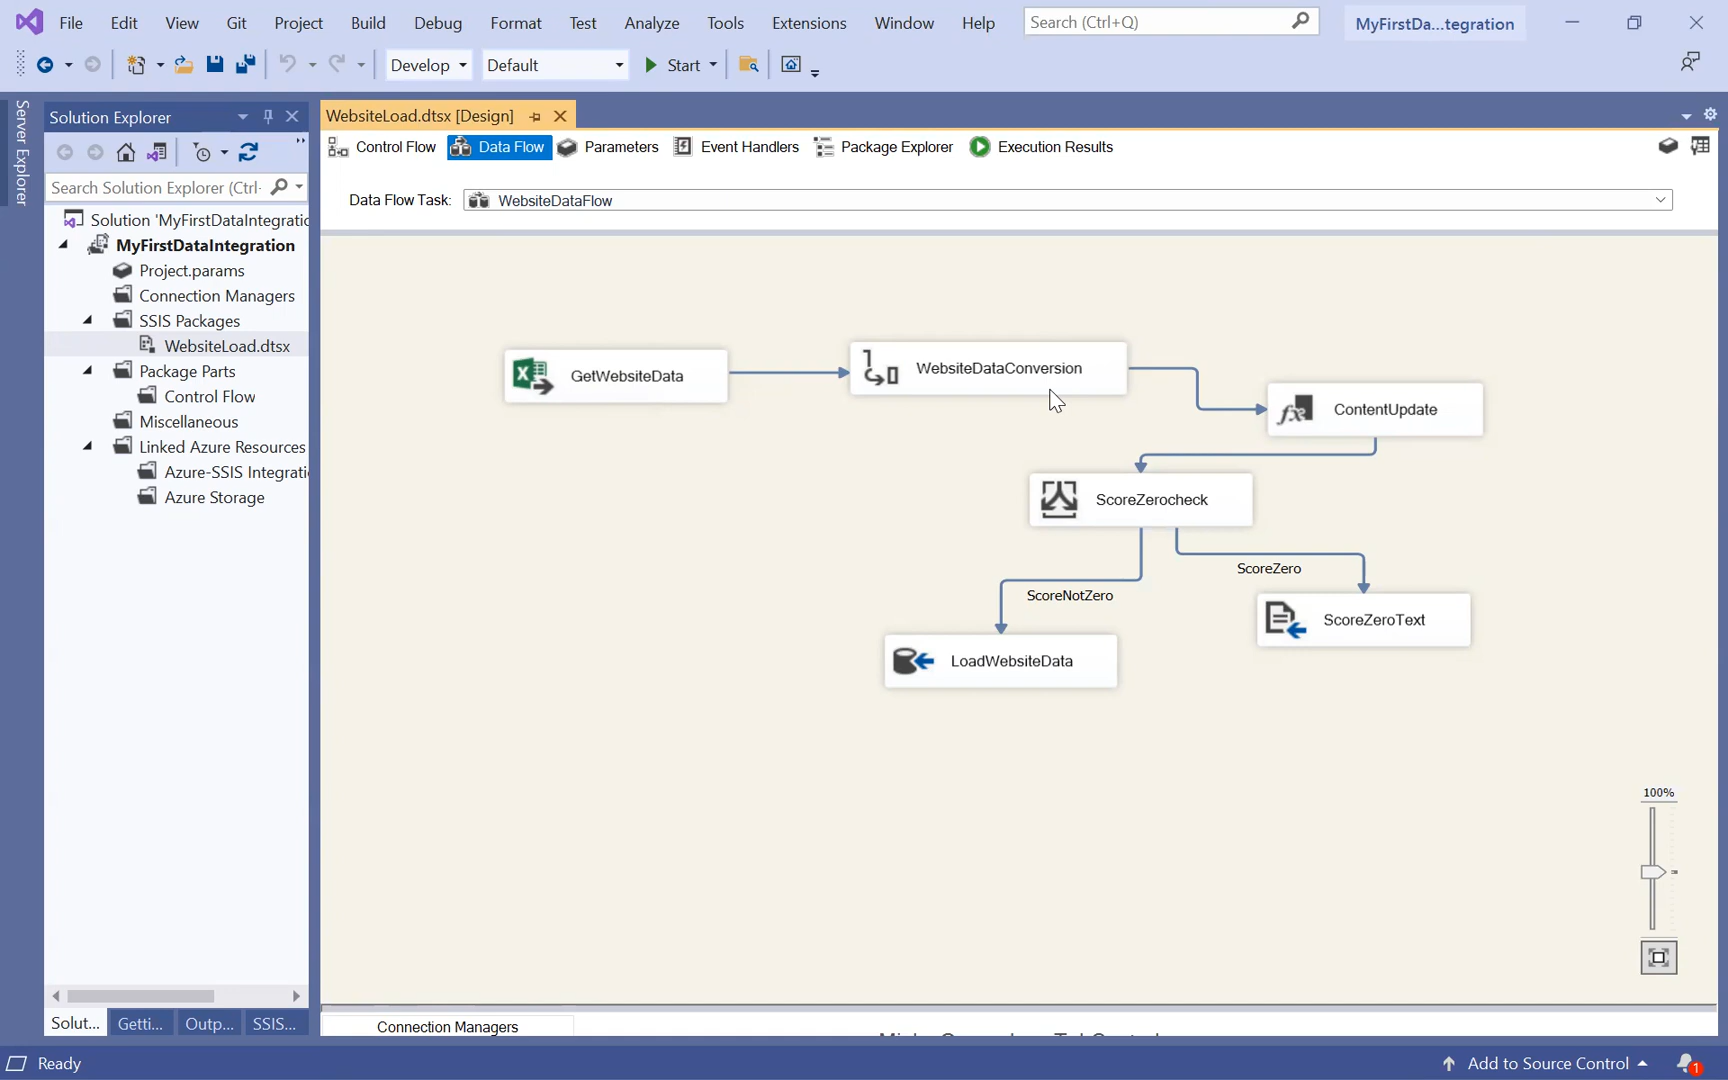 File Edit View Git Project Build Debug Format Test Analyze Tools Extensions Window Help Search (Ctrl+Q) MyFirstDa...tegration
Develop Default Start
Server Explorer
Solution Explorer
WebsiteLoad.dtsx [Design]
Control Flow Data Flow Parameters Event Handlers Package Explorer Execution Results
Search Solution Explorer (Ctrl-
Data Flow Task: WebsiteDataFlow
Solution 'MyFirstDataIntegratio
MyFirstDataIntegration
Project.params
Connection Managers
SSIS Packages
WebsiteLoad.dtsx
Package Parts
Control Flow
Miscellaneous
Linked Azure Resources
Azure-SSIS Integrati
Azure Storage
GetWebsiteData
WebsiteDataConversion
ContentUpdate
ScoreZerocheck
ScoreZero
ScoreNotZero
ScoreZeroText
LoadWebsiteData
100%
Solut... Getti... Outp... SSIS...
Connection Managers
Ready
Add to Source Control
1